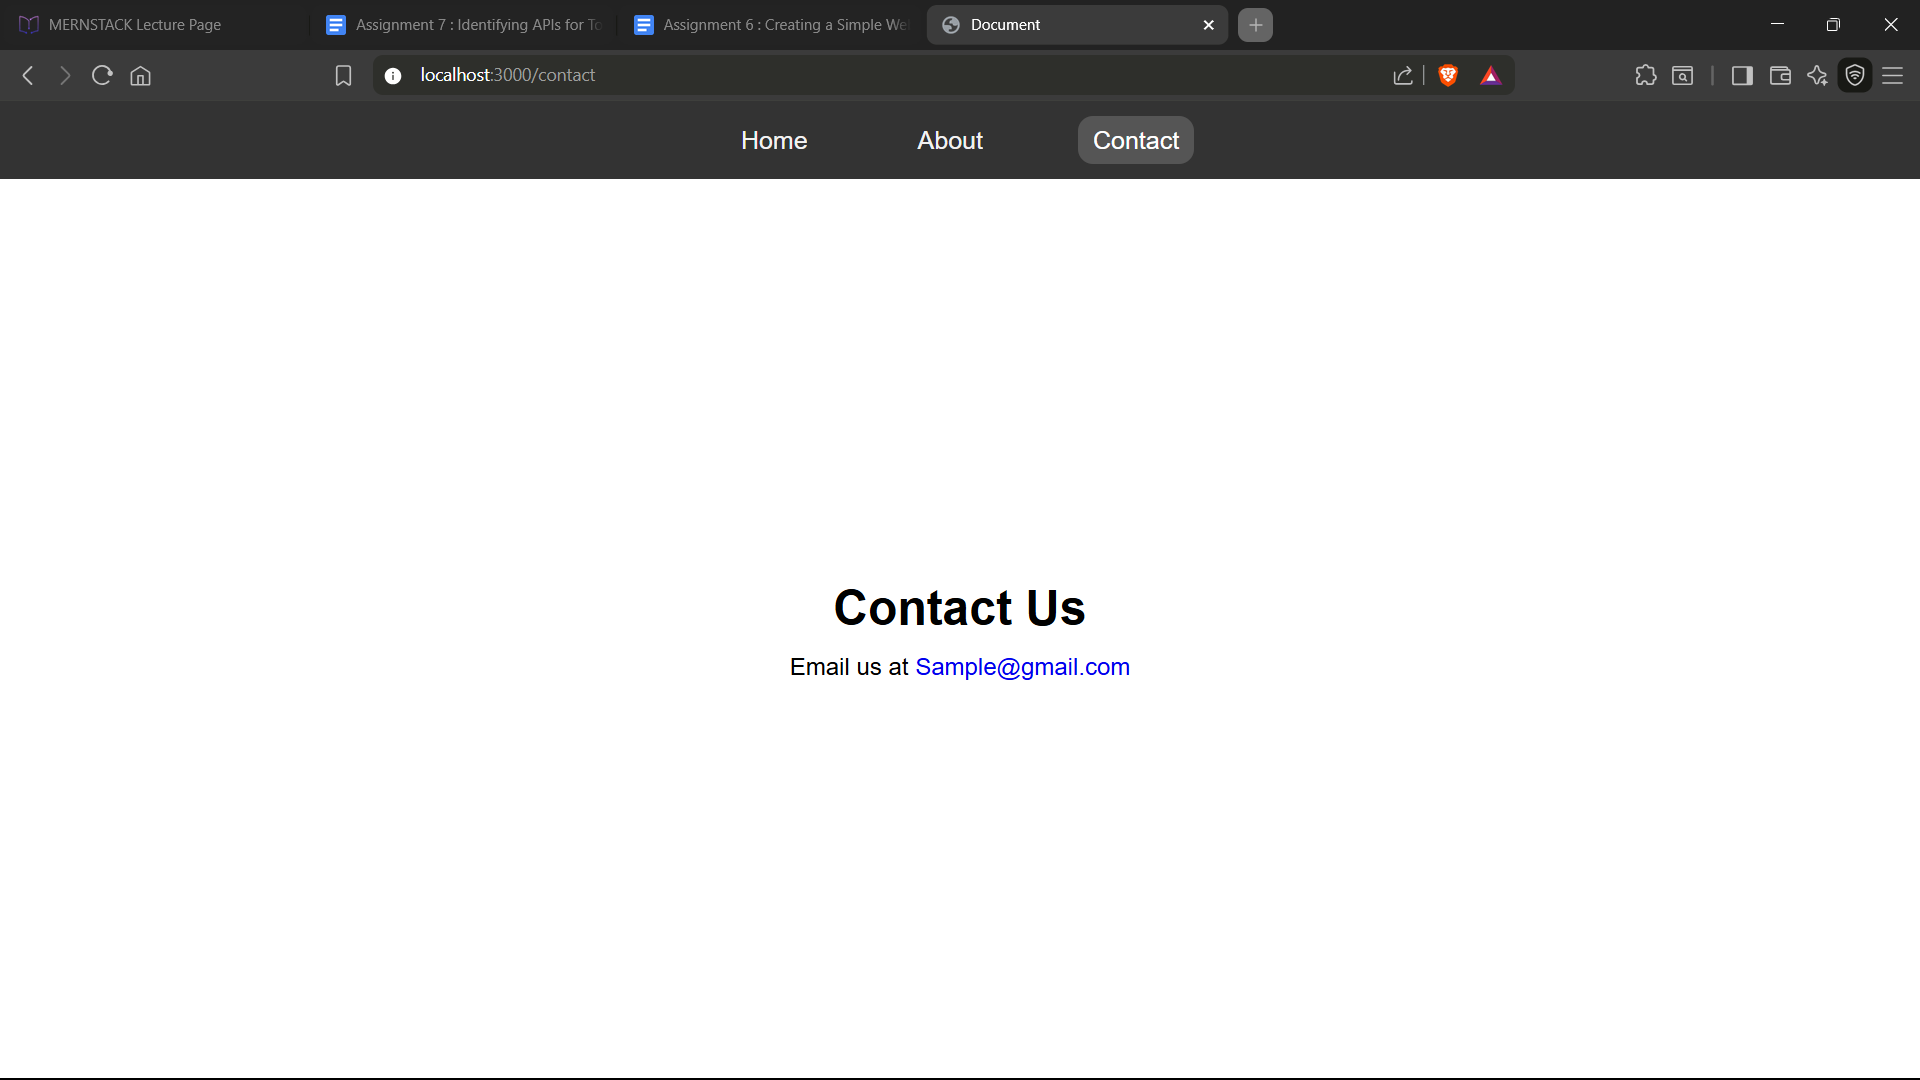 MERNSTACK Lecture Page
Assignment 7 : Identifying APIs for To
Assignment 6 : Creating a Simple We
Document
localhost:3000/contact
Home
About
Contact
Contact Us
Email us at Sample@gmail.com